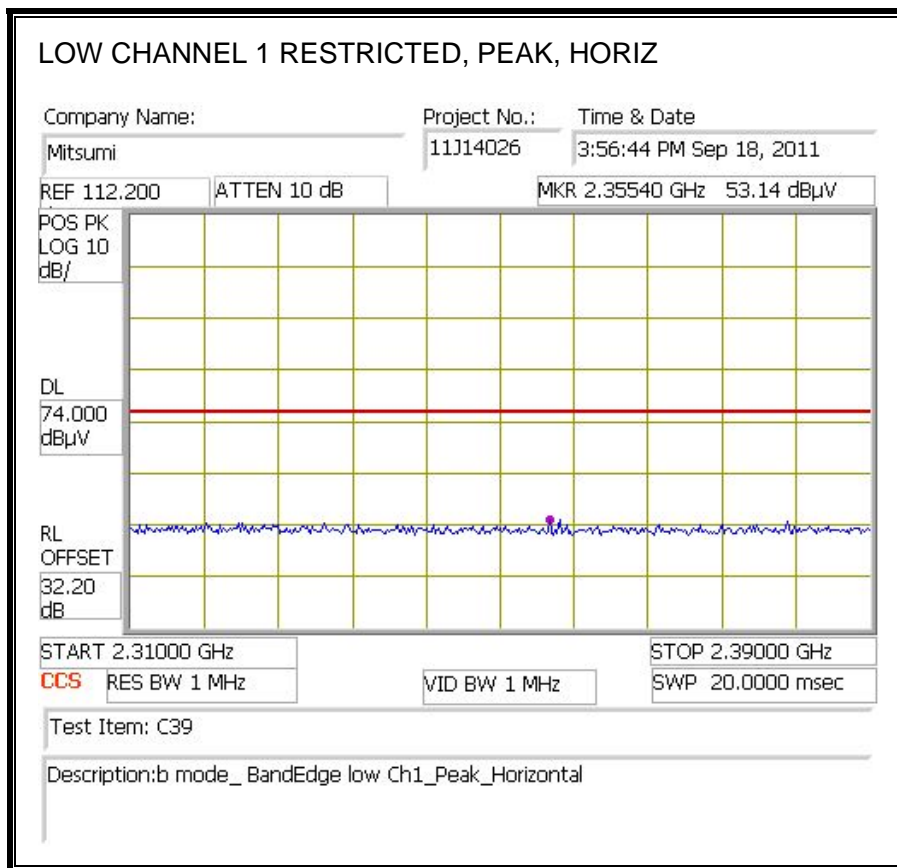 LOW CHANNEL 1 RESTRICTED, PEAK, HORIZ
Company Name:
Project No.:
Time & Date
Mitsumi
11J14026
3:56:44 PM Sep 18, 2011
REF 112.200
ATTEN 10 dB
MKR 2.35540 GHz 53.14 dBµV
POS PK
LOG 10
dB/
DL
74.000
dBµV
RL
OFFSET
32.20
dB
START 2.31000 GHz
STOP 2.39000 GHz
CCS
RES BW 1 MHz
VID BW 1 MHz
SWP 20.0000 msec
Test Item: C39
Description:b mode_ BandEdge low Ch1_Peak_Horizontal